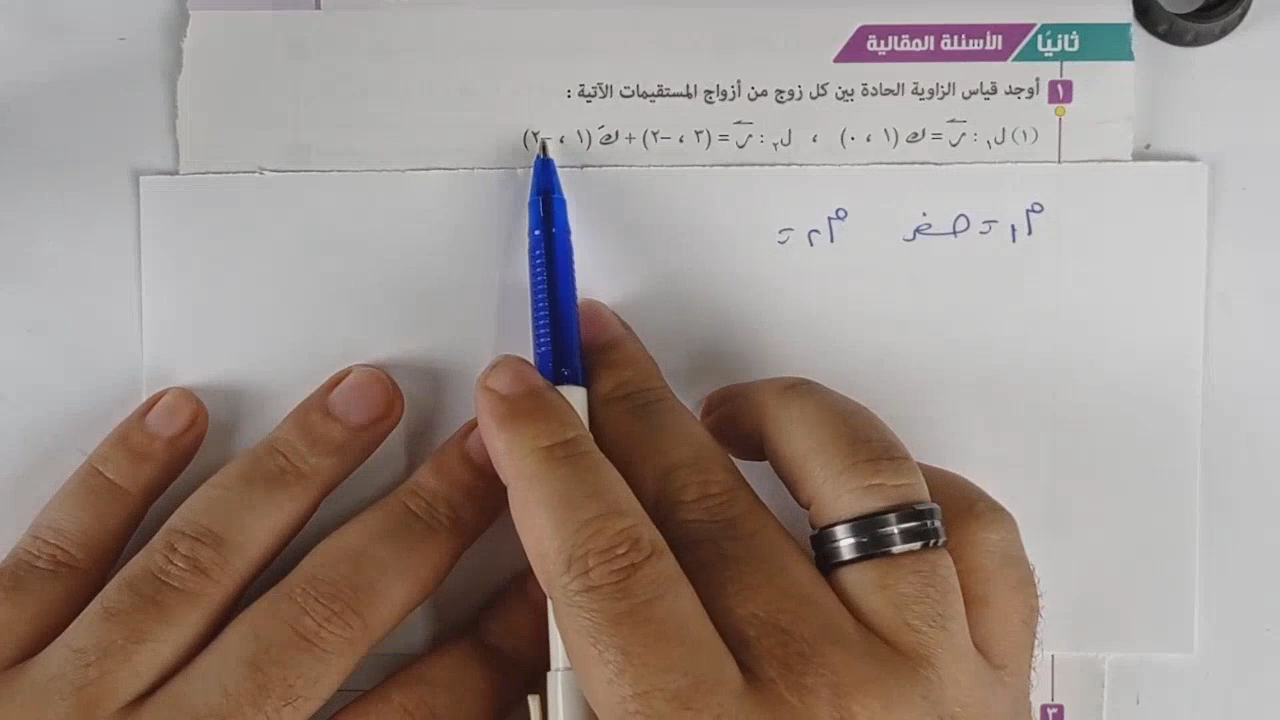 ثانيًا الأسئلة المقالية
١ أوجد قياس الزاوية الحادة بين كل زوج من أزواج المستقيمات الآتية :
(١) ل١ : ر = ك (١ ، ٠) ، ل٢ : ر = (٣ ، -٢) + كَ (١ ، -٢)
م١ = صفر م٢ =
٣